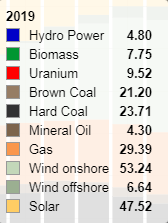 2019
Hydro Power 4.80
Biomass 7.75
Uranium 9.52
Brown Coal 21.20
Hard Coal 23.71
Mineral Oil 4.30
Gas 29.39
Wind onshore 53.24
Wind offshore 6.64
Solar 47.52